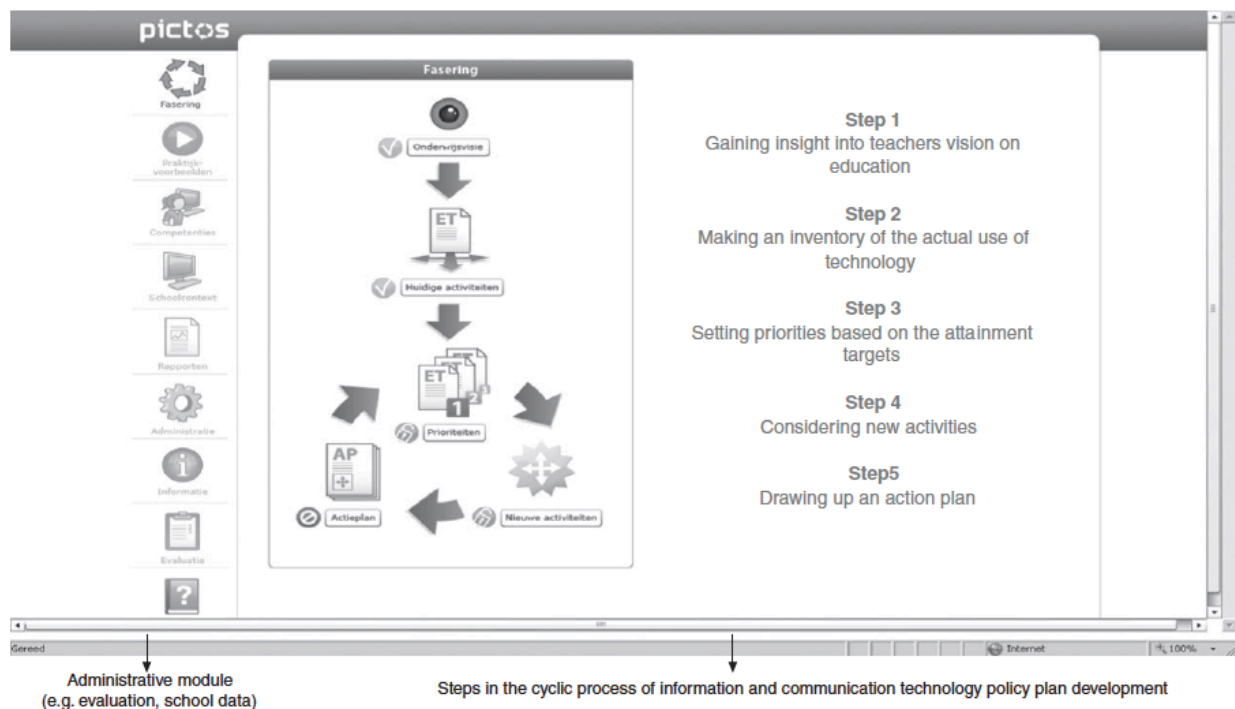 pictos
Fasering
Praktijk-
voorbeelden
Competenties
Schoolcontext
Rapporten
Administratie
Informatie
Evaluatie
?
Fasering
Onderwijsvisie
ET
Huidige activiteiten
ET
1
2
3
Prioriteiten
AP
Actieplan
Nieuwe activiteiten
Step 1
Gaining insight into teachers vision on
education
Step 2
Making an inventory of the actual use of
technology
Step 3
Setting priorities based on the attainment
targets
Step 4
Considering new activities
Step5
Drawing up an action plan
Gereed
Internet
100%
Administrative module
(e.g. evaluation, school data)
Steps in the cyclic process of information and communication technology policy plan development